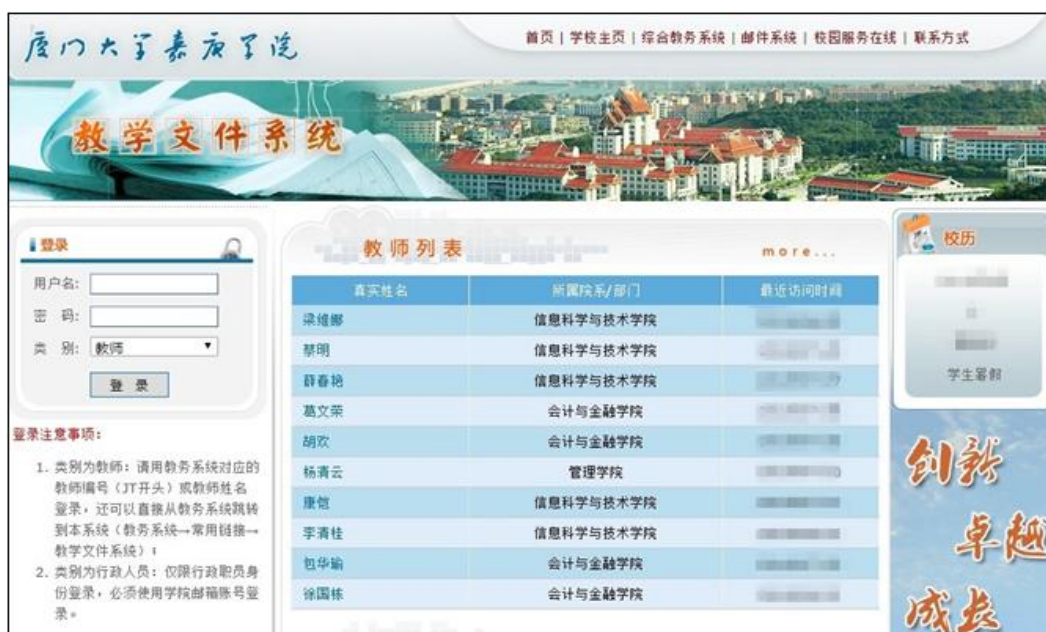 厦门大学嘉庚学院
首页 | 学校主页 | 综合教务系统 | 邮件系统 | 校园服务在线 | 联系方式
教学文件系统
登录
用户名:
密 码:
类 别: 教师
登 录
登录注意事项:
1. 类别为教师: 请用教务系统对应的
教师编号 (JT开头) 或教师姓名
登录, 还可以直接从教务系统跳转
到本系统 (教务系统→常用链接→
教学文件系统) ;
2. 类别为行政人员: 仅限行政职员身
份登录, 必须使用学院邮箱账号登
录。
教师列表 more...
真实姓名 所属院系/部门 最近访问时间
梁维娜 信息科学与技术学院
蔡明 信息科学与技术学院
薛春艳 信息科学与技术学院
葛文荣 会计与金融学院
胡欢 会计与金融学院
杨清云 管理学院
康恺 信息科学与技术学院
李清桂 信息科学与技术学院
包华瑜 会计与金融学院
徐国栋 会计与金融学院
校历
学生暑假
创新
卓越
成长